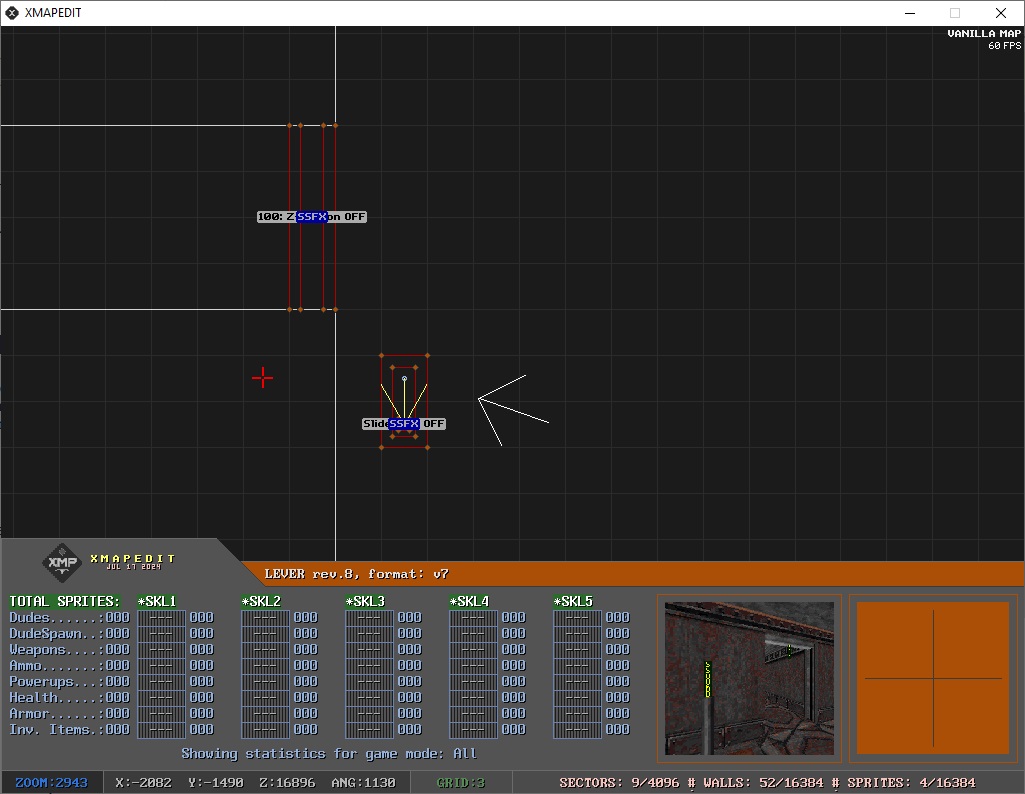 XMAPEDIT
VANILLA MAP
60 FPS
100: Z
SSFX
on OFF
Slide
SSFX
OFF
XMP
XMAPEDIT
JUL 17 2024
LEVER rev.8, format: v7
TOTAL SPRITES: *SKL1 *SKL2 *SKL3 *SKL4 *SKL5
Dudes......:000 --- 000 --- 000 --- 000 --- 000 --- 000
DudeSpawn..:000 --- 000 --- 000 --- 000 --- 000 --- 000
Weapons....:000 --- 000 --- 000 --- 000 --- 000 --- 000
Ammo.......:000 --- 000 --- 000 --- 000 --- 000 --- 000
Powerups...:000 --- 000 --- 000 --- 000 --- 000 --- 000
Health.....:000 --- 000 --- 000 --- 000 --- 000 --- 000
Armor......:000 --- 000 --- 000 --- 000 --- 000 --- 000
Inv. Items.:000 --- 000 --- 000 --- 000 --- 000 --- 000
Showing statistics for game mode: All
ZOOM:2943 X:-2082 Y:-1490 Z:16896 ANG:1130 GRID:3 SECTORS: 9/4096 # WALLS: 52/16384 # SPRITES: 4/16384